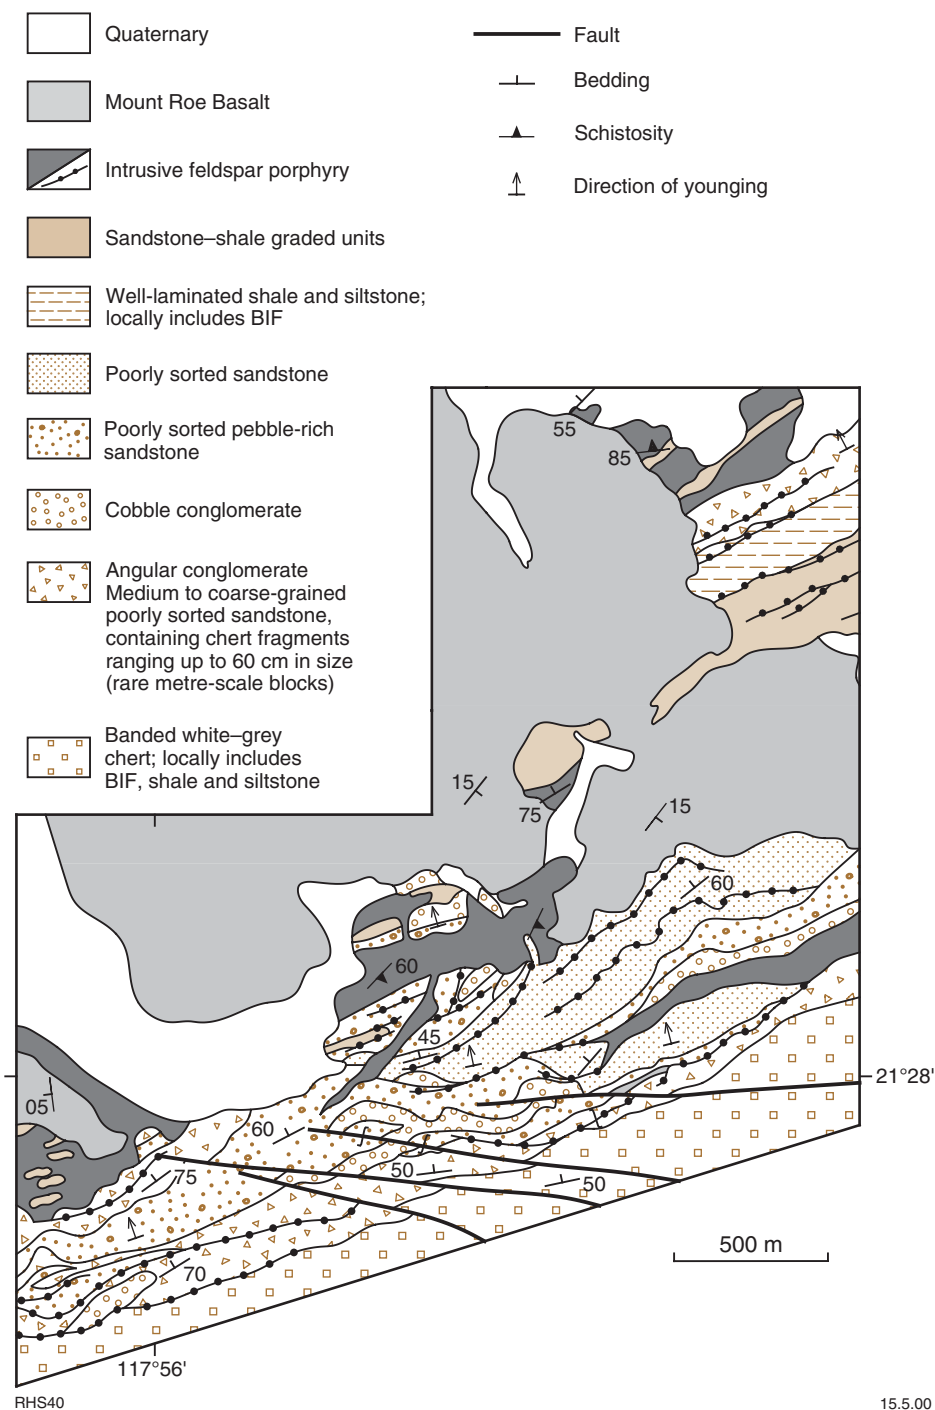 Quaternary
Mount Roe Basalt
Intrusive feldspar porphyry
Sandstone–shale graded units
Well-laminated shale and siltstone;
locally includes BIF
Poorly sorted sandstone
Poorly sorted pebble-rich
sandstone
Cobble conglomerate
Angular conglomerate
Medium to coarse-grained
poorly sorted sandstone,
containing chert fragments
ranging up to 60 cm in size
(rare metre-scale blocks)
Banded white–grey
chert; locally includes
BIF, shale and siltstone
Fault
Bedding
Schistosity
Direction of younging
55
85
15
75
15
60
60
45
21°28'
05
60
75
50
50
70
500 m
117°56'
RHS40
15.5.00